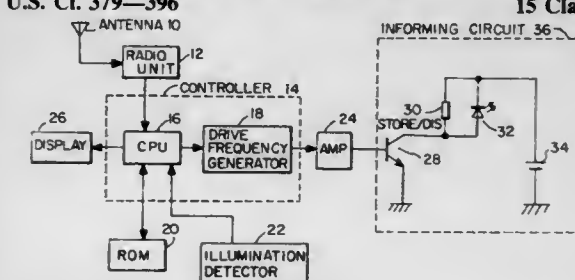 U.S. Cl. 379—396
15 Cla
ANTENNA 10
INFORMING CIRCUIT 36
RADIO
UNIT
12
CONTROLLER 14
26
16
18
24
30
DISPLAY
CPU
DRIVE
FREQUENCY
GENERATOR
AMP
STORE/DIS
32
28
34
20
22
ROM
ILLUMINATION
DETECTOR